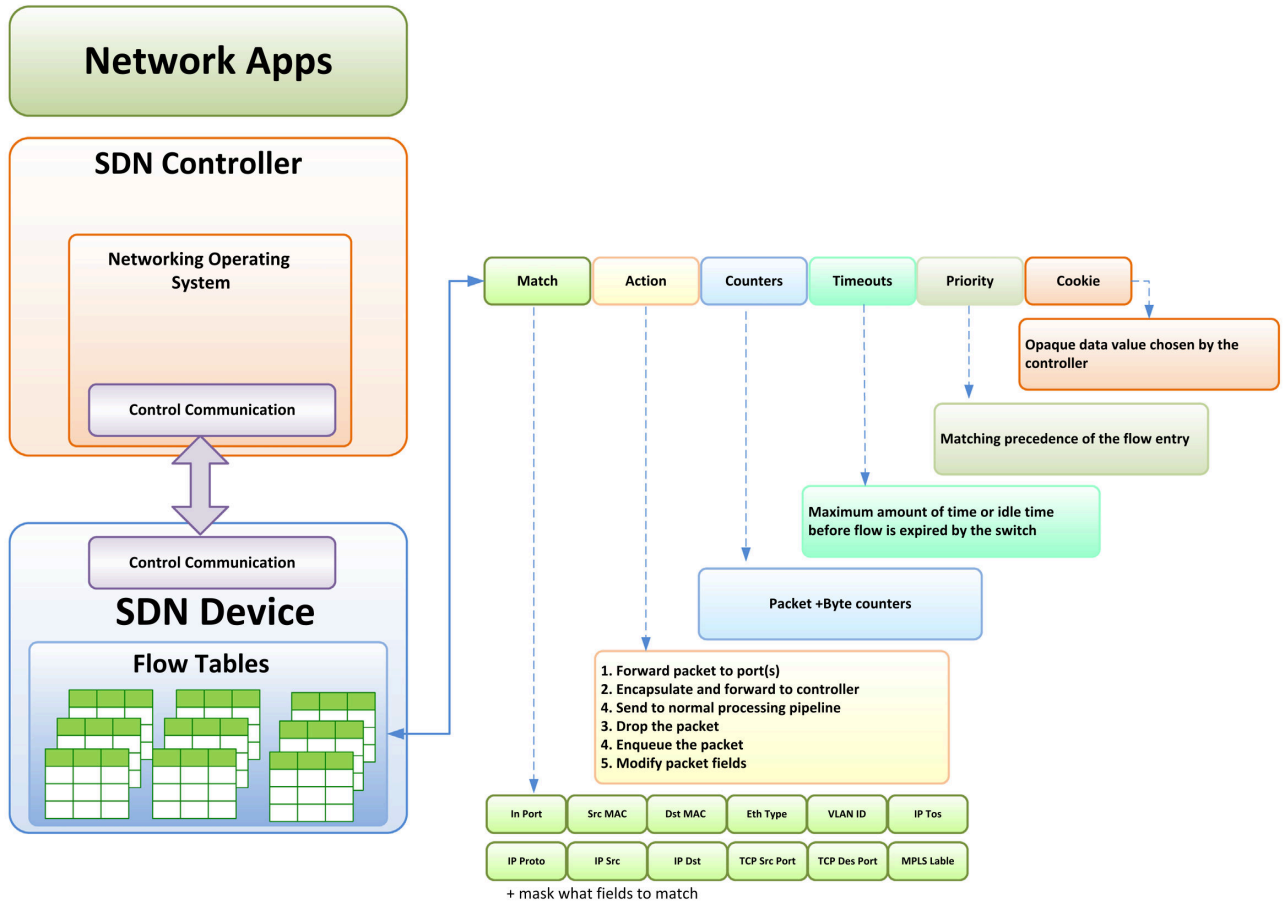 Network Apps
SDN Controller
Networking Operating
System
Control Communication
Control Communication
SDN Device
Flow Tables
Match
Action
Counters
Timeouts
Priority
Cookie
Opaque data value chosen by the
controller
Matching precedence of the flow entry
Maximum amount of time or idle time
before flow is expired by the switch
Packet +Byte counters
1. Forward packet to port(s)
2. Encapsulate and forward to controller
4. Send to normal processing pipeline
3. Drop the packet
4. Enqueue the packet
5. Modify packet fields
In Port
Src MAC
Dst MAC
Eth Type
VLAN ID
IP Tos
IP Proto
IP Src
IP Dst
TCP Src Port
TCP Des Port
MPLS Lable
+ mask what fields to match